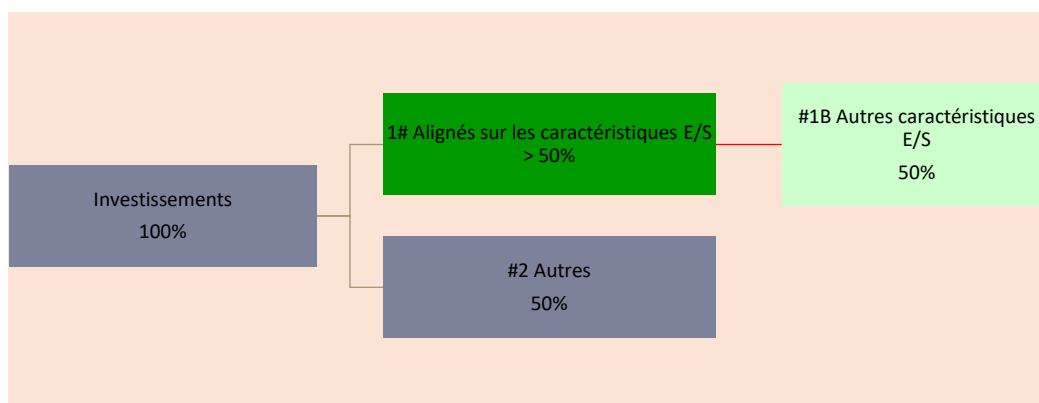 Investissements
100%
1# Alignés sur les caractéristiques E/S
> 50%
#1B Autres caractéristiques
E/S
50%
#2 Autres
50%